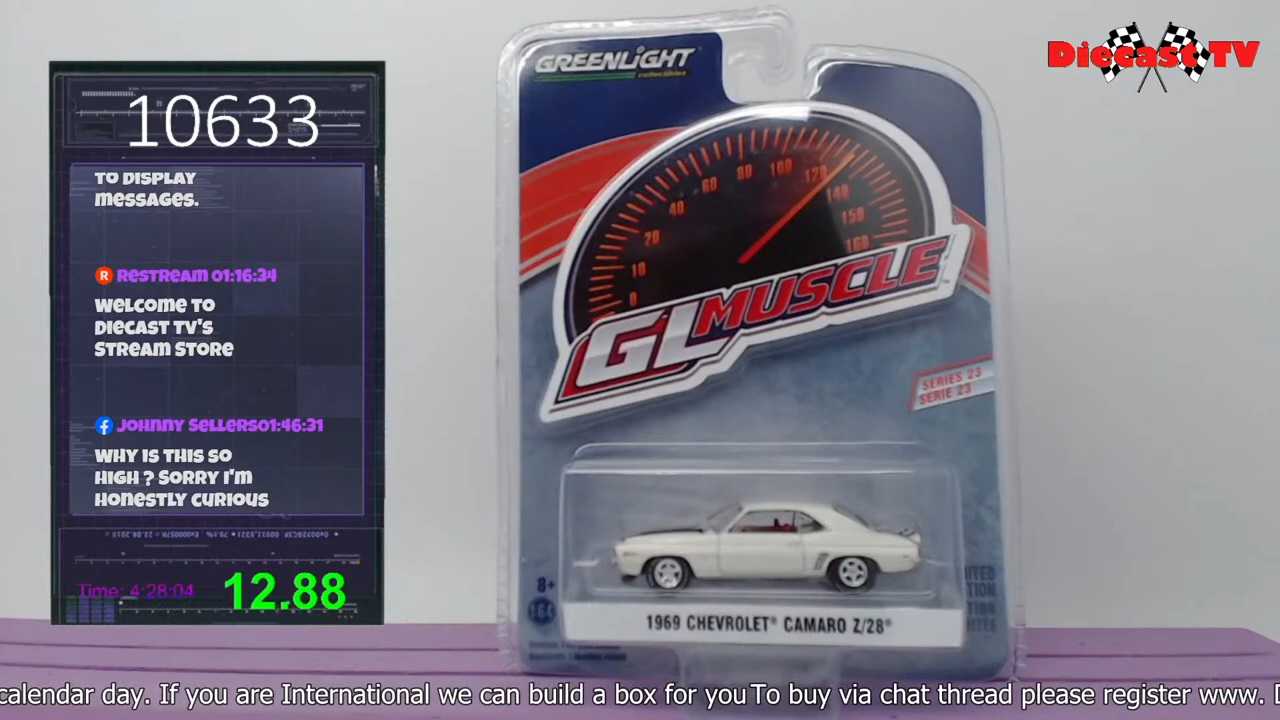 10633
TO DISPLAY
MESSAGES.
R RESTREAM 01:16:34
WELCOME TO
DIECAST TV'S
STREAM STORE
JOHNNY SELLERS01:46:31
WHY IS THIS SO
HIGH ? SORRY I'M
HONESTLY CURIOUS
Time: 4:28:04
12.88
GREENLiGHT
collectibles
0 10 20 40 60 80 100 120 140 150 160
GL MUSCLE
SERIES 23
SERIE 23
8+
1:64
1969 CHEVROLET® CAMARO Z/28®
Diecast TV
calendar day. If you are International we can build a box for you To buy via chat thread please register www. D